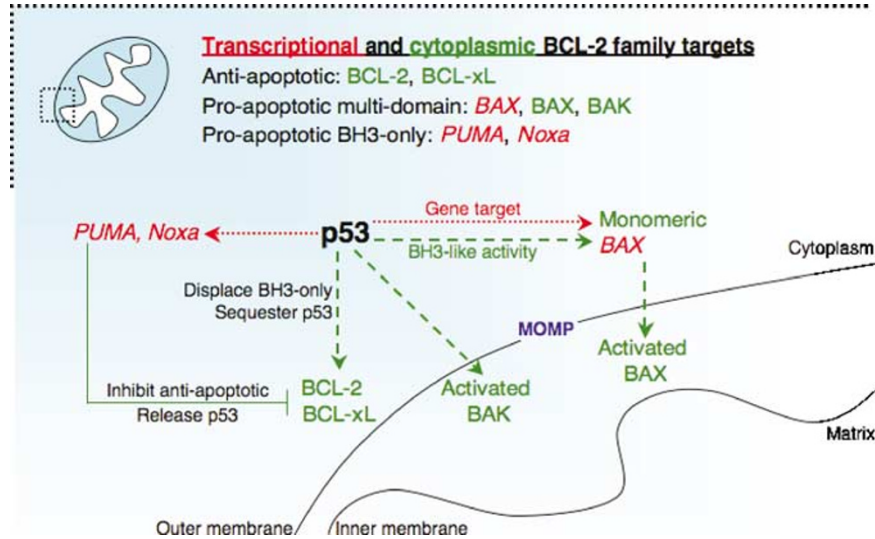 Transcriptional and cytoplasmic BCL-2 family targets
Anti-apoptotic: BCL-2, BCL-xL
Pro-apoptotic multi-domain: BAX, BAX, BAK
Pro-apoptotic BH3-only: PUMA, Noxa
PUMA, Noxa
p53
Gene target
BH3-like activity
Monomeric
BAX
Cytoplasm
Displace BH3-only
Sequester p53
MOMP
Activated
BAX
Inhibit anti-apoptotic
Release p53
BCL-2
BCL-xL
Activated
BAK
Matrix
Outer membrane
Inner membrane